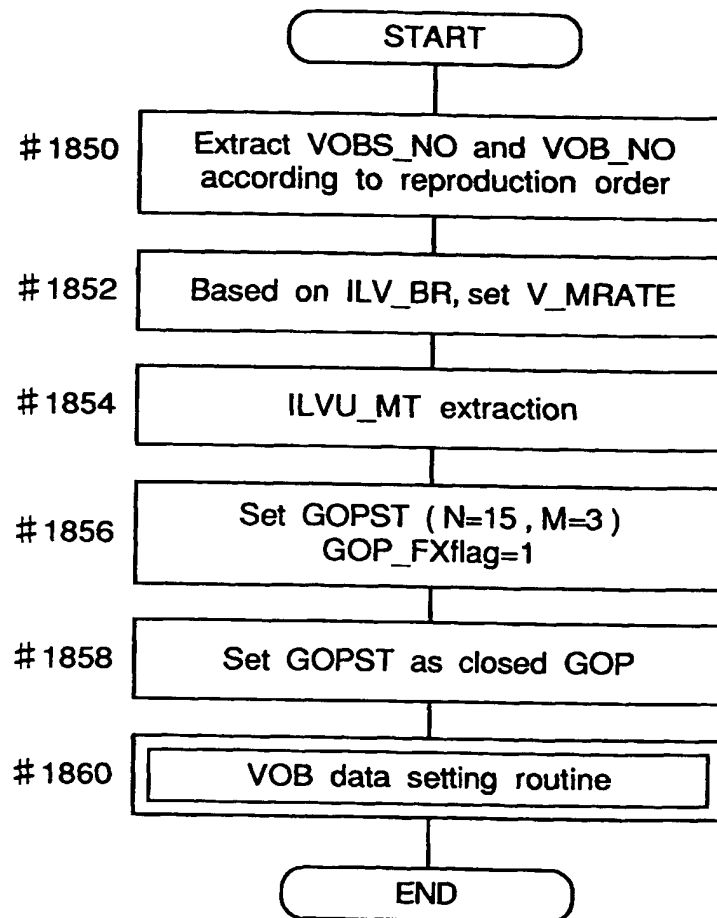 START
#1850
Extract VOBS_NO and VOB_NO
according to reproduction order
#1852
Based on ILV_BR, set V_MRATE
#1854
ILVU_MT extraction
#1856
Set GOPST (N=15, M=3)
GOP_FXflag=1
#1858
Set GOPST as closed GOP
#1860
VOB data setting routine
END